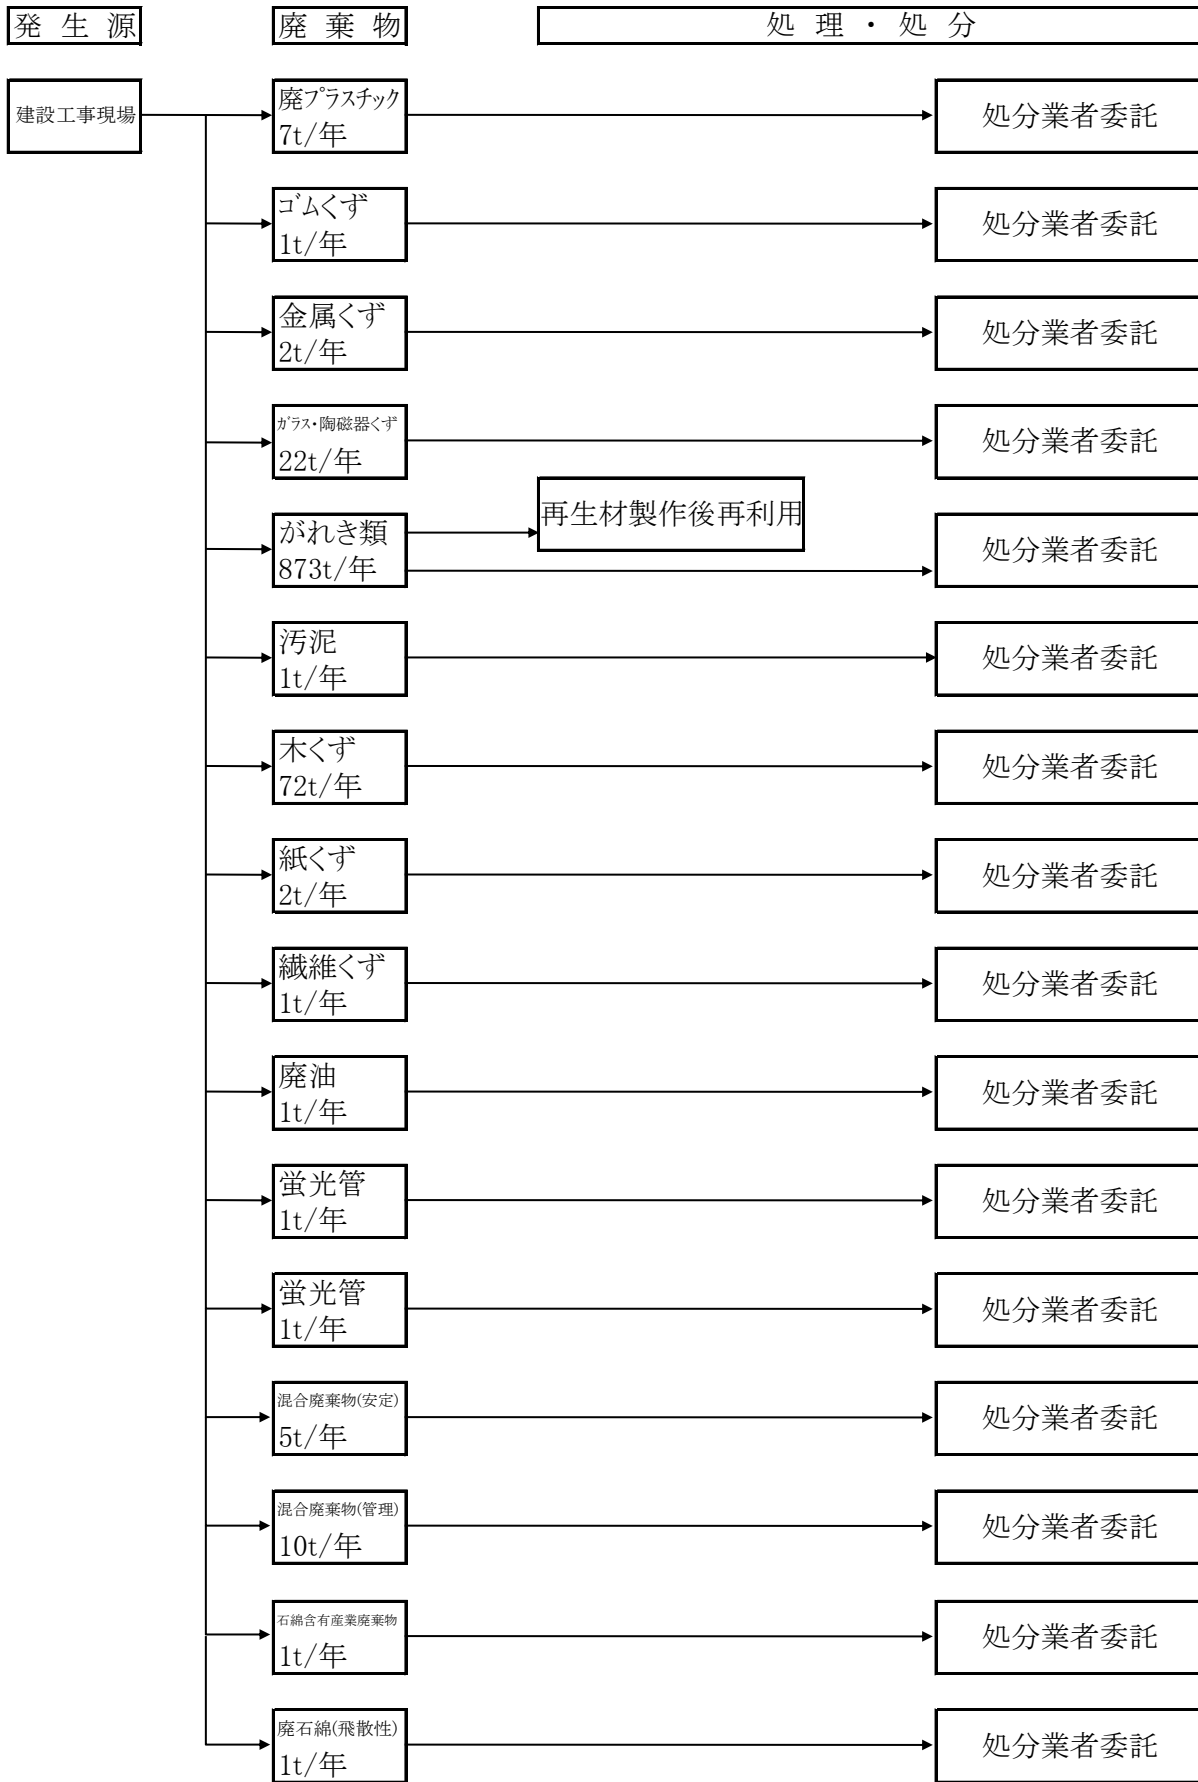 発 生 源
廃 棄 物
処 理 ・ 処 分
建設工事現場
廃プラスチック
7t/年
処分業者委託
ゴムくず
1t/年
処分業者委託
金属くず
2t/年
処分業者委託
ガラス・陶磁器くず
22t/年
処分業者委託
再生材製作後再利用
がれき類
873t/年
処分業者委託
汚泥
1t/年
処分業者委託
木くず
72t/年
処分業者委託
紙くず
2t/年
処分業者委託
繊維くず
1t/年
処分業者委託
廃油
1t/年
処分業者委託
蛍光管
1t/年
処分業者委託
蛍光管
1t/年
処分業者委託
混合廃棄物(安定)
5t/年
処分業者委託
混合廃棄物(管理)
10t/年
処分業者委託
石綿含有産業廃棄物
1t/年
処分業者委託
廃石綿(飛散性)
1t/年
処分業者委託